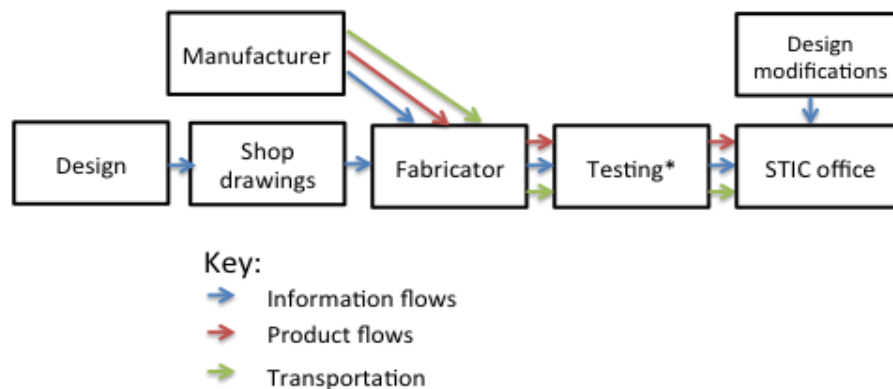 Manufacturer
Design
modifications
Design
Shop
drawings
Fabricator
Testing*
STIC office
Key:
Information flows
Product flows
Transportation